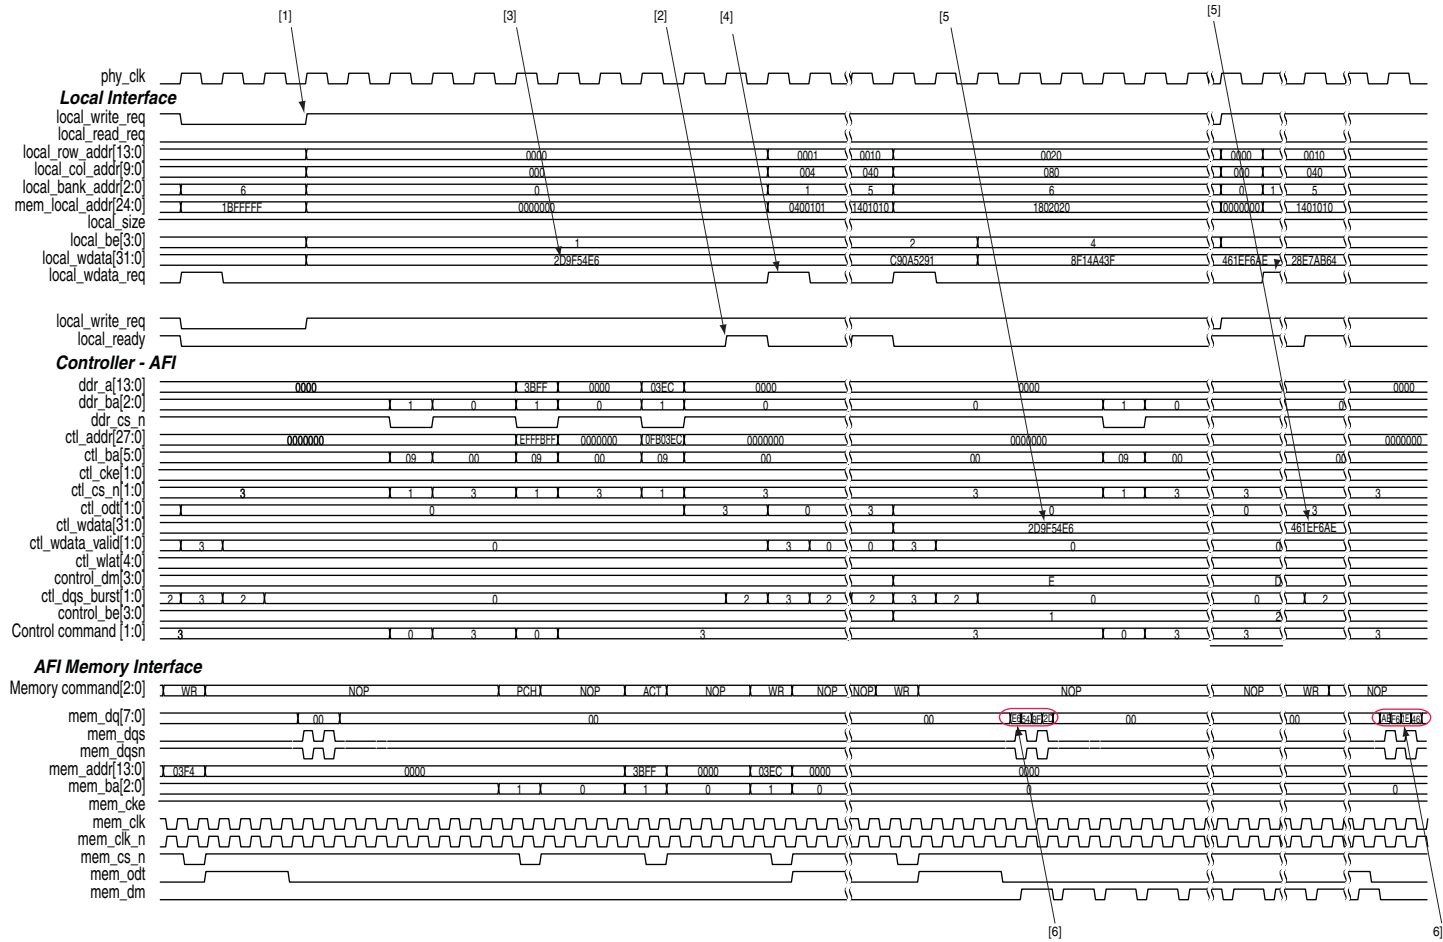 [1] [3] [2] [4] [5 [5]
phy_clk
Local Interface
local_write_req
local_read_req
local_row_addr[13:0] 0000 0001 0010 0020 0000 0010
local_col_addr[9:0] 000 004 040 080 000 040
local_bank_addr[2:0] 6 0 1 5 6 0 1 5
mem_local_addr[24:0] 1BFFFFF 0000000 0400101 1401010 1802020 0000000 1401010
local_size
local_be[3:0] 1 2 4
local_wdata[31:0] 2D9F54E6 C90A5291 8F14A43F 461EF6AE 28E7AB64
local_wdata_req
local_write_req
local_ready
Controller - AFI
ddr_a[13:0] 0000 3BFF 0000 03EC 0000 0000 0000
ddr_ba[2:0] 1 0 1 0 1 0 0 1 0 0
ddr_cs_n
ctl_addr[27:0] 0000000 EFFFBFF 0000000 0FB03EC 0000000 0000000 0000000
ctl_ba[5:0] 09 00 09 00 09 00 00 09 00 00
ctl_cke[1:0]
ctl_cs_n[1:0] 3 1 3 1 3 1 3 3 1 3 3 3
ctl_odt[1:0] 0 3 0 3 0 0 3
ctl_wdata[31:0] 2D9F54E6 461EF6AE
ctl_wdata_valid[1:0] 3 0 3 0 0 3 0 0
ctl_wlat[4:0]
control_dm[3:0] E D
ctl_dqs_burst[1:0] 2 3 2 0 2 3 2 2 3 2 0 0 2
control_be[3:0] 1 2
Control command [1:0] 3 0 3 0 3 3 0 3 3 3
AFI Memory Interface
Memory command[2:0] WR NOP PCH NOP ACT NOP WR NOP NOP WR NOP NOP WR NOP
mem_dq[7:0] 00 00 00 E6 54 9F 2D 00 00 AE F6 1E 46
mem_dqs
mem_dqsn
mem_addr[13:0] 03F4 0000 3BFF 0000 03EC 0000 0000
mem_ba[2:0] 1 0 1 0 1 0 0 0
mem_cke
mem_clk
mem_clk_n
mem_cs_n
mem_odt
mem_dm
[6] 6]